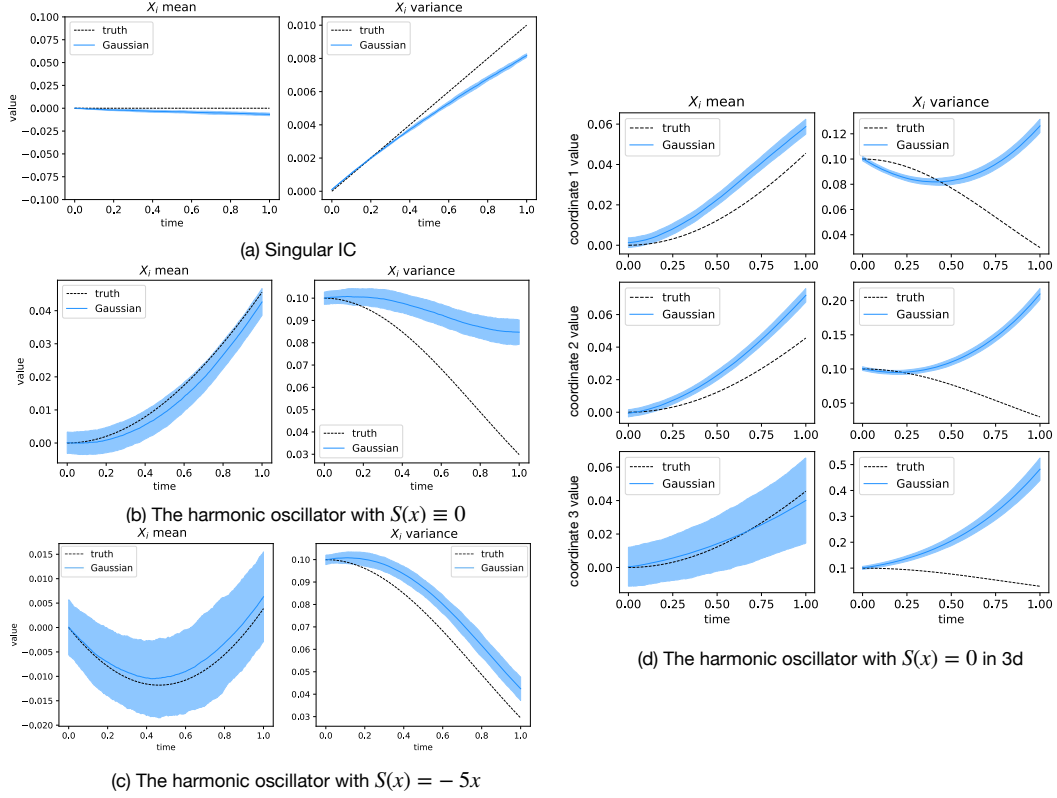 X_i mean
X_i variance
truth
Gaussian
truth
Gaussian
value
0.100
0.075
0.050
0.025
0.000
−0.025
−0.050
−0.075
−0.100
0.010
0.008
0.006
0.004
0.002
0.000
0.0 0.2 0.4 0.6 0.8 1.0
0.0 0.2 0.4 0.6 0.8 1.0
time
time
(a) Singular IC
X_i mean
X_i variance
truth
Gaussian
truth
Gaussian
value
0.04
0.03
0.02
0.01
0.00
0.10
0.09
0.08
0.07
0.06
0.05
0.04
0.03
0.0 0.2 0.4 0.6 0.8 1.0
0.0 0.2 0.4 0.6 0.8 1.0
time
time
(b) The harmonic oscillator with S(x) ≡ 0
X_i mean
X_i variance
truth
Gaussian
truth
Gaussian
value
0.015
0.010
0.005
0.000
−0.005
−0.010
−0.015
−0.020
0.10
0.09
0.08
0.07
0.06
0.05
0.04
0.03
0.0 0.2 0.4 0.6 0.8 1.0
0.0 0.2 0.4 0.6 0.8 1.0
time
time
(c) The harmonic oscillator with S(x) = − 5x
X_i mean
X_i variance
truth
Gaussian
truth
Gaussian
coordinate 1 value
0.06
0.04
0.02
0.00
0.12
0.10
0.08
0.06
0.04
0.00 0.25 0.50 0.75 1.00
0.00 0.25 0.50 0.75 1.00
truth
Gaussian
truth
Gaussian
coordinate 2 value
0.08
0.06
0.04
0.02
0.00
0.20
0.15
0.10
0.05
0.00 0.25 0.50 0.75 1.00
0.00 0.25 0.50 0.75 1.00
truth
Gaussian
truth
Gaussian
coordinate 3 value
0.06
0.04
0.02
0.00
0.5
0.4
0.3
0.2
0.1
0.00 0.25 0.50 0.75 1.00
0.00 0.25 0.50 0.75 1.00
time
time
(d) The harmonic oscillator with S(x) = 0 in 3d